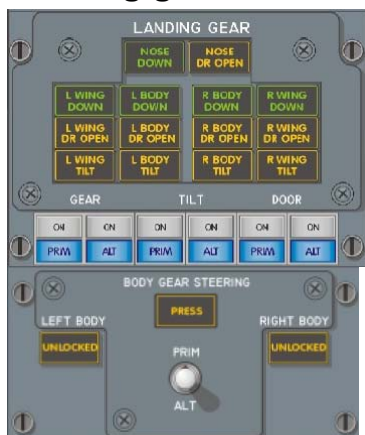 LANDING GEAR
NOSE DOWN
NOSE DR OPEN
L WING DOWN
L BODY DOWN
R BODY DOWN
R WING DOWN
L WING DR OPEN
L BODY DR OPEN
R BODY DR OPEN
R WING DR OPEN
L WING TILT
L BODY TILT
R BODY TILT
R WING TILT
GEAR TILT DOOR
ON ON ON ON ON ON
PRIM ALT PRIM ALT PRIM ALT
BODY GEAR STEERING
PRESS
LEFT BODY RIGHT BODY
UNLOCKED UNLOCKED
PRIM
ALT